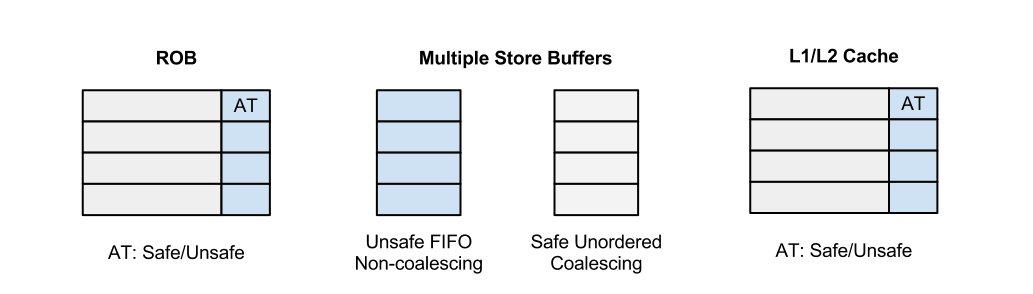 ROB
Multiple Store Buffers
L1/L2 Cache
AT
AT
AT: Safe/Unsafe
Unsafe FIFO
Non-coalescing
Safe Unordered
Coalescing
AT: Safe/Unsafe